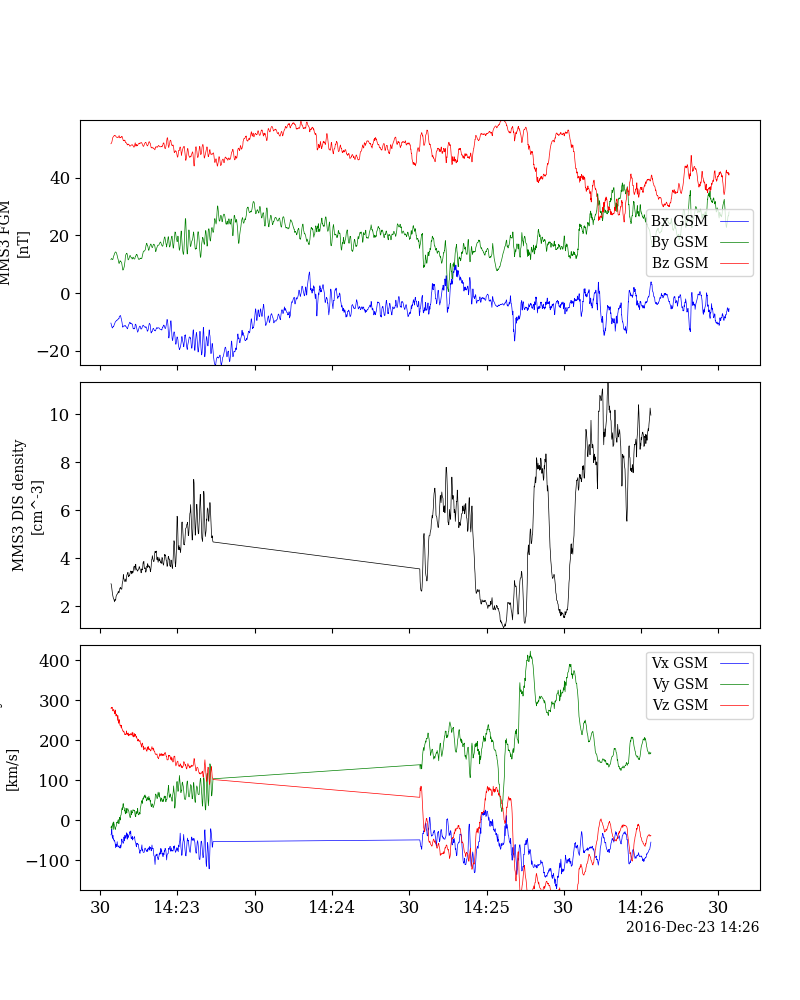 40
20
0
−20
MMS3 FGM
[nT]
Bx GSM
By GSM
Bz GSM
10
8
6
4
2
MMS3 DIS density
[cm^-3]
400
300
200
100
0
−100
[km/s]
Vx GSM
Vy GSM
Vz GSM
30 14:23 30 14:24 30 14:25 30 14:26 30
2016-Dec-23 14:26